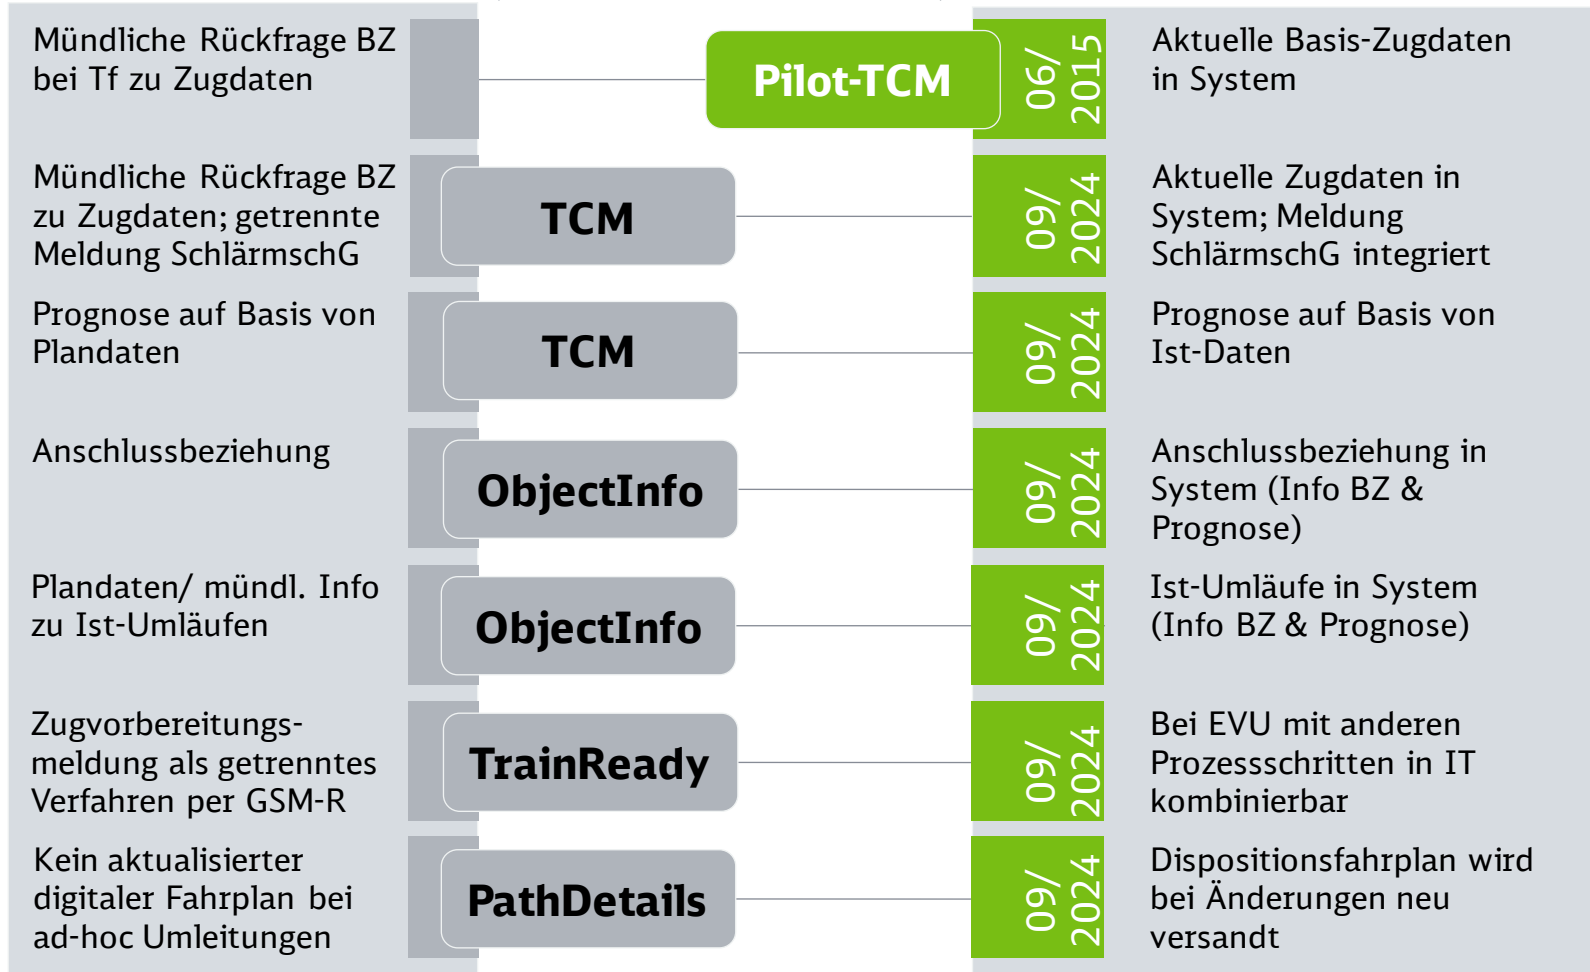 Mündliche Rückfrage BZ
bei Tf zu Zugdaten
Pilot-TCM
06/
2015
Aktuelle Basis-Zugdaten
in System
Mündliche Rückfrage BZ
zu Zugdaten; getrennte
Meldung SchlärmschG
TCM
09/
2024
Aktuelle Zugdaten in
System; Meldung
SchlärmschG integriert
Prognose auf Basis von
Plandaten
TCM
09/
2024
Prognose auf Basis von
Ist-Daten
Anschlussbeziehung
ObjectInfo
09/
2024
Anschlussbeziehung in
System (Info BZ &
Prognose)
Plandaten/ mündl. Info
zu Ist-Umläufen
ObjectInfo
09/
2024
Ist-Umläufe in System
(Info BZ & Prognose)
Zugvorbereitungs-
meldung als getrenntes
Verfahren per GSM-R
TrainReady
09/
2024
Bei EVU mit anderen
Prozessschritten in IT
kombinierbar
Kein aktualisierter
digitaler Fahrplan bei
ad-hoc Umleitungen
PathDetails
09/
2024
Dispositionsfahrplan wird
bei Änderungen neu
versandt